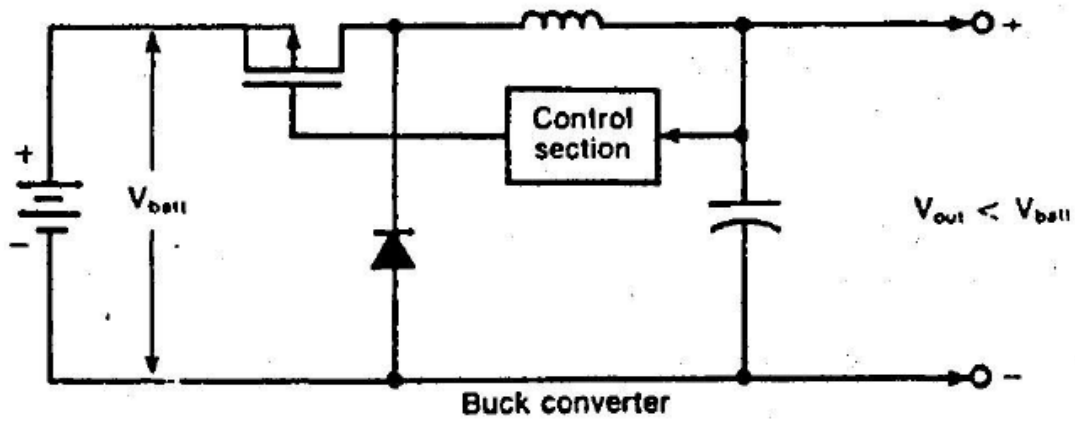 +
Control
section
+
V_batt
-
V_out < V_batt
-
Buck converter